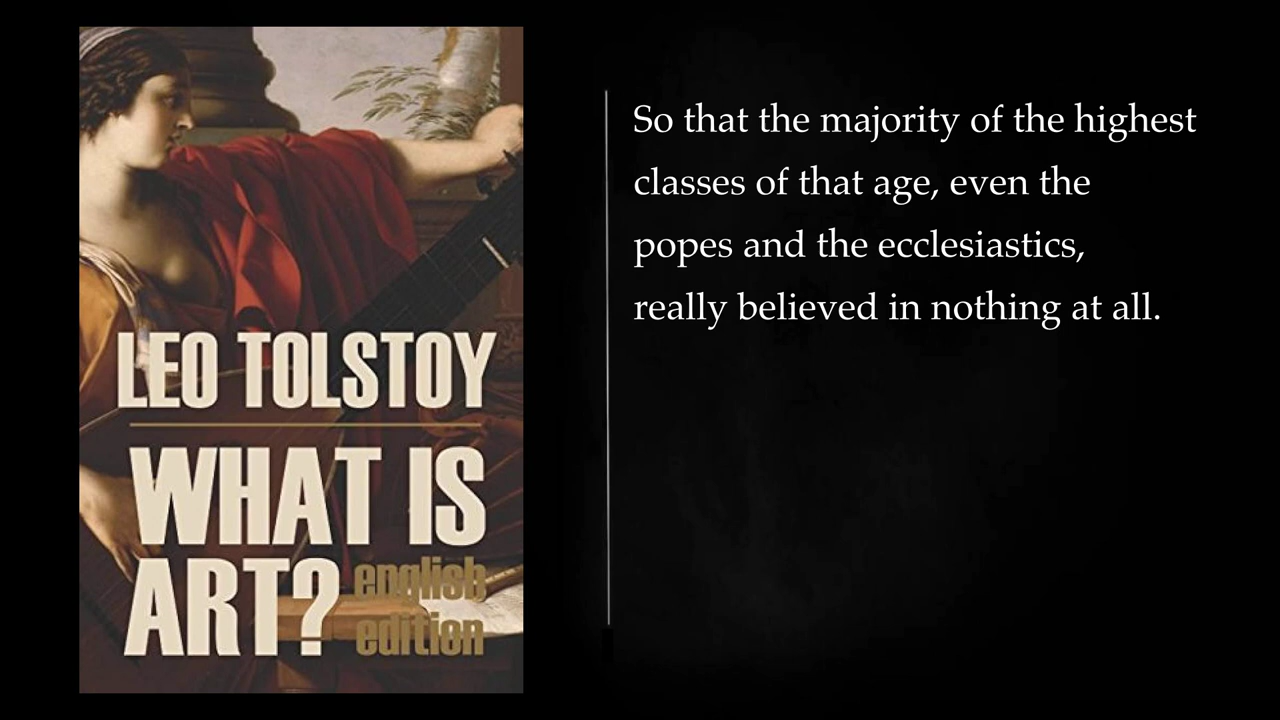 LEO TOLSTOY
WHAT IS
ART? english
edition
So that the majority of the highest
classes of that age, even the
popes and the ecclesiastics,
really believed in nothing at all.